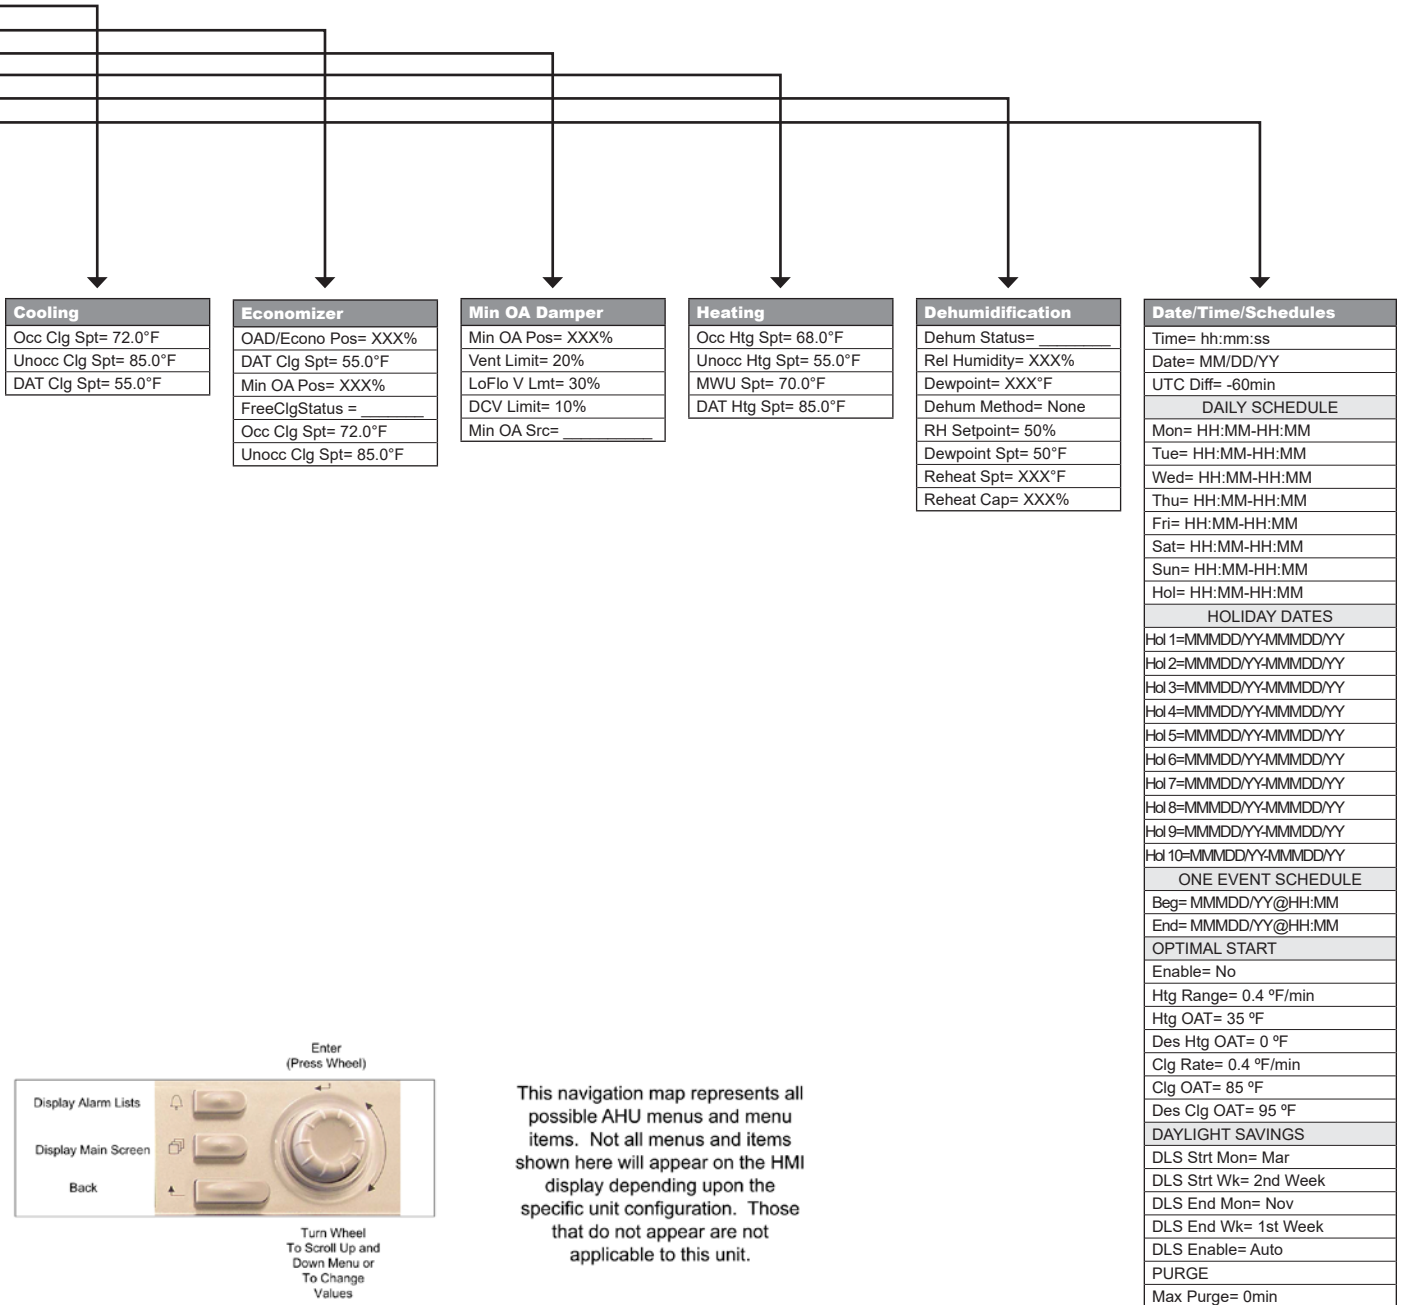 Cooling
Occ Clg Spt= 72.0°F
Unocc Clg Spt= 85.0°F
DAT Clg Spt= 55.0°F
Economizer
OAD/Econo Pos= XXX%
DAT Clg Spt= 55.0°F
Min OA Pos= XXX%
FreeClgStatus = _______
Occ Clg Spt= 72.0°F
Unocc Clg Spt= 85.0°F
Min OA Damper
Min OA Pos= XXX%
Vent Limit= 20%
LoFlo V Lmt= 30%
DCV Limit= 10%
Min OA Src= __________
Heating
Occ Htg Spt= 68.0°F
Unocc Htg Spt= 55.0°F
MWU Spt= 70.0°F
DAT Htg Spt= 85.0°F
Dehumidification
Dehum Status= ________
Rel Humidity= XXX%
Dewpoint= XXX°F
Dehum Method= None
RH Setpoint= 50%
Dewpoint Spt= 50°F
Reheat Spt= XXX°F
Reheat Cap= XXX%
Date/Time/Schedules
Time= hh:mm:ss
Date= MM/DD/YY
UTC Diff= -60min
DAILY SCHEDULE
Mon= HH:MM-HH:MM
Tue= HH:MM-HH:MM
Wed= HH:MM-HH:MM
Thu= HH:MM-HH:MM
Fri= HH:MM-HH:MM
Sat= HH:MM-HH:MM
Sun= HH:MM-HH:MM
Hol= HH:MM-HH:MM
HOLIDAY DATES
Hol 1=MMMDD/YY-MMMDD/YY
Hol 2=MMMDD/YY-MMMDD/YY
Hol 3=MMMDD/YY-MMMDD/YY
Hol 4=MMMDD/YY-MMMDD/YY
Hol 5=MMMDD/YY-MMMDD/YY
Hol 6=MMMDD/YY-MMMDD/YY
Hol 7=MMMDD/YY-MMMDD/YY
Hol 8=MMMDD/YY-MMMDD/YY
Hol 9=MMMDD/YY-MMMDD/YY
Hol 10=MMMDD/YY-MMMDD/YY
ONE EVENT SCHEDULE
Beg= MMMDD/YY@HH:MM
End= MMMDD/YY@HH:MM
OPTIMAL START
Enable= No
Htg Range= 0.4 ºF/min
Htg OAT= 35 ºF
Des Htg OAT= 0 ºF
Clg Rate= 0.4 ºF/min
Clg OAT= 85 ºF
Des Clg OAT= 95 ºF
DAYLIGHT SAVINGS
DLS Strt Mon= Mar
DLS Strt Wk= 2nd Week
DLS End Mon= Nov
DLS End Wk= 1st Week
DLS Enable= Auto
PURGE
Max Purge= 0min
Enter
(Press Wheel)
Display Alarm Lists
Display Main Screen
Back
Turn Wheel
To Scroll Up and
Down Menu or
To Change
Values
This navigation map represents all
possible AHU menus and menu
items. Not all menus and items
shown here will appear on the HMI
display depending upon the
specific unit configuration. Those
that do not appear are not
applicable to this unit.